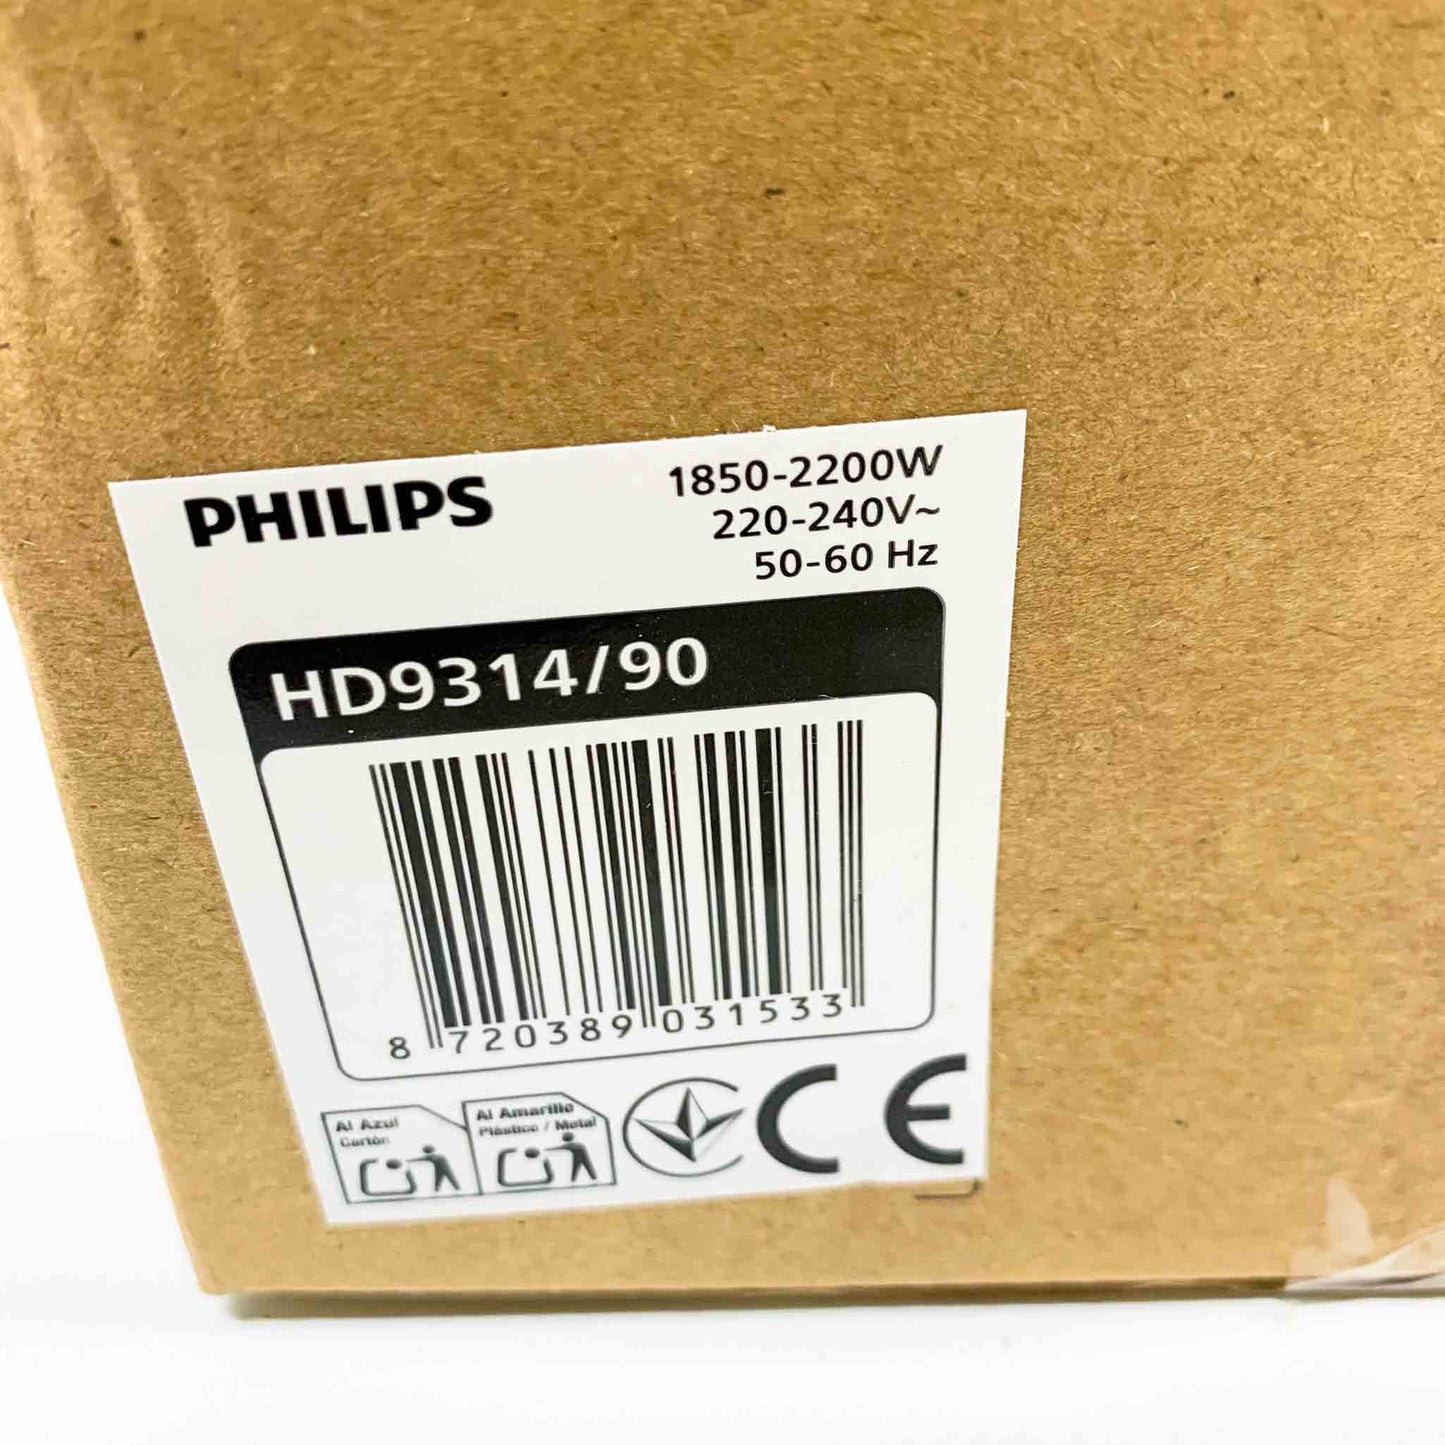 PHILIPS
1850-2200W
220-240V~
50-60 Hz
HD9314/90
8 720389 031533
Al Azul
Cartón
Al Amarillo
Plástico / Metal
CE